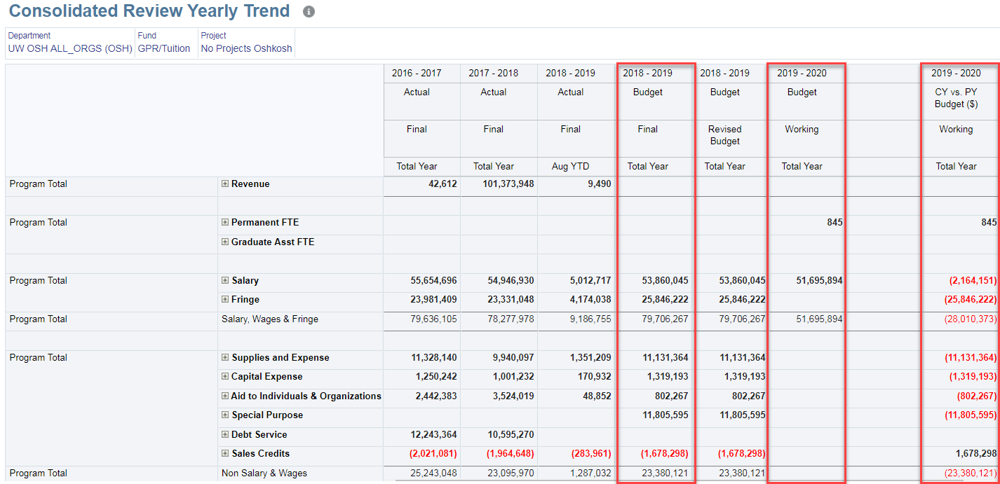 Consolidated Review Yearly Trend
Department Fund Project
UW OSH ALL_ORGS (OSH) GPR/Tuition No Projects Oshkosh
2016 - 2017 2017 - 2018 2018 - 2019 2018 - 2019 2018 - 2019 2019 - 2020 2019 - 2020
Actual Actual Actual Budget Budget Budget CY vs. PY
Budget ($)
Final Final Final Final Revised Working Working
Budget
Total Year Total Year Aug YTD Total Year Total Year Total Year Total Year
Program Total Revenue 42,612 101,373,948 9,490
Program Total Permanent FTE 845 845
Graduate Asst FTE
Program Total Salary 55,654,696 54,946,930 5,012,717 53,860,045 53,860,045 51,695,894 (2,164,151)
Fringe 23,981,409 23,331,048 4,174,038 25,846,222 25,846,222 (25,846,222)
Program Total Salary, Wages & Fringe 79,636,105 78,277,978 9,186,755 79,706,267 79,706,267 51,695,894 (28,010,373)
Program Total Supplies and Expense 11,328,140 9,940,097 1,351,209 11,131,364 11,131,364 (11,131,364)
Capital Expense 1,250,242 1,001,232 170,932 1,319,193 1,319,193 (1,319,193)
Aid to Individuals & Organizations 2,442,383 3,524,019 48,852 802,267 802,267 (802,267)
Special Purpose 11,805,595 11,805,595 (11,805,595)
Debt Service 12,243,364 10,595,270
Sales Credits (2,021,081) (1,964,648) (283,961) (1,678,298) (1,678,298) 1,678,298
Program Total Non Salary & Wages 25,243,048 23,095,970 1,287,032 23,380,121 23,380,121 (23,380,121)